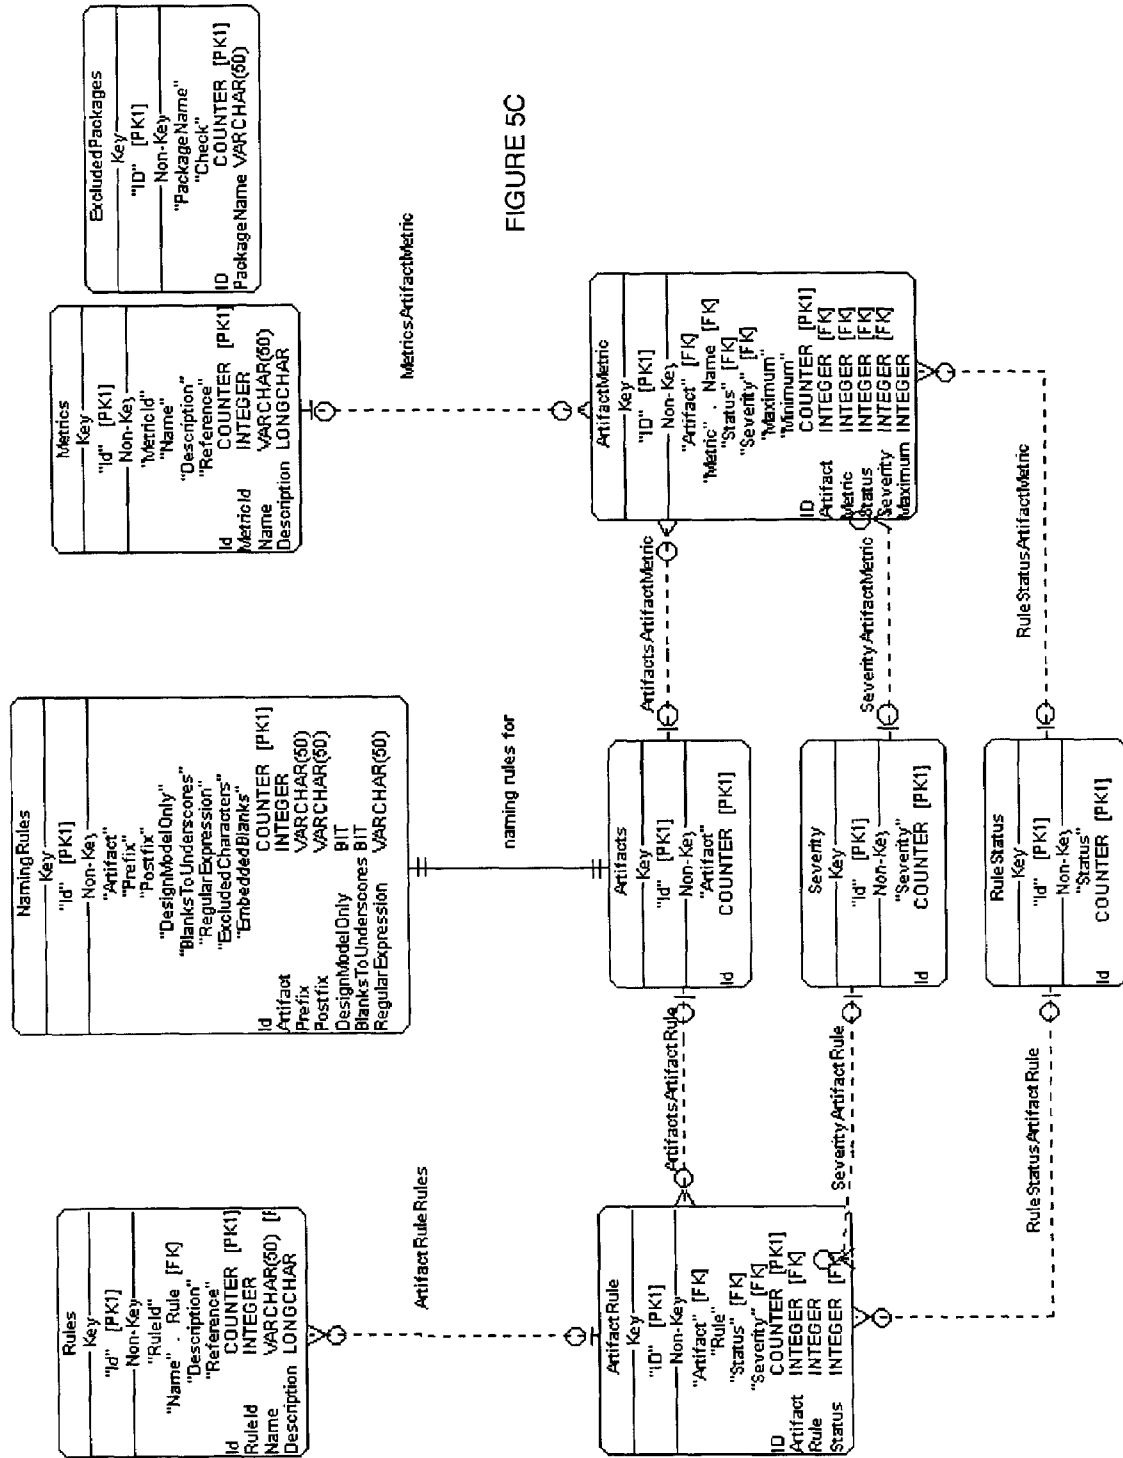 Rules
Key
"Id" [PK1]
Non-Key
"RuleId"
"Name" . Rule [FK]
"Description"
"Reference"
Id COUNTER [PK1]
RuleId INTEGER
Name VARCHAR(50) [F
Description LONGCHAR
ArtifactRuleRules
ArtifactRule
Key
"ID" [PK1]
Non-Key
"Artifact" [FK]
"Rule"
"Status" [FK]
"Severity" [FK]
ID COUNTER [PK1]
Artifact INTEGER [FK]
Rule INTEGER
Status INTEGER [FK]
NamingRules
Key
"Id" [PK1]
Non-Key
"Artifact"
"Prefix"
"Postfix"
"DesignModelOnly"
"BlanksToUnderscores"
"RegularExpression"
"ExcludedCharacters"
"EmbeddedBlanks"
Id COUNTER [PK1]
Artifact INTEGER
Prefix VARCHAR(50)
Postfix VARCHAR(50)
DesignModelOnly BIT
BlanksToUnderscores BIT
RegularExpression VARCHAR(50)
naming rules for
ArtifactsArtifactRule
Artifacts
Key
"Id" [PK1]
Non-Key
"Artifact"
Id COUNTER [PK1]
ArtifactsArtifactMetric
SeverityArtifactRule
Severity
Key
"Id" [PK1]
Non-Key
"Severity"
Id COUNTER [PK1]
SeverityArtifactMetric
RuleStatusArtifactRule
RuleStatus
Key
"Id" [PK1]
Non-Key
"Status"
Id COUNTER [PK1]
RuleStatusArtifactMetric
Metrics
Key
"Id" [PK1]
Non-Key
"MetricId"
"Name"
"Description"
"Reference"
Id COUNTER [PK1]
MetricId INTEGER
Name VARCHAR(50)
Description LONGCHAR
MetricsArtifactMetric
ArtifactMetric
Key
"ID" [PK1]
Non-Key
"Artifact" [FK]
"Metric" . Name [FK]
"Status" [FK]
"Severity" [FK]
"Maximum"
"Minimum"
ID COUNTER [PK1]
Artifact INTEGER [FK]
Metric INTEGER [FK]
Status INTEGER [FK]
Severity INTEGER [FK]
Maximum INTEGER
ExcludedPackages
Key
"ID" [PK1]
Non-Key
"PackageName"
"Check"
ID COUNTER [PK1]
PackageName VARCHAR(50)
FIGURE 5C